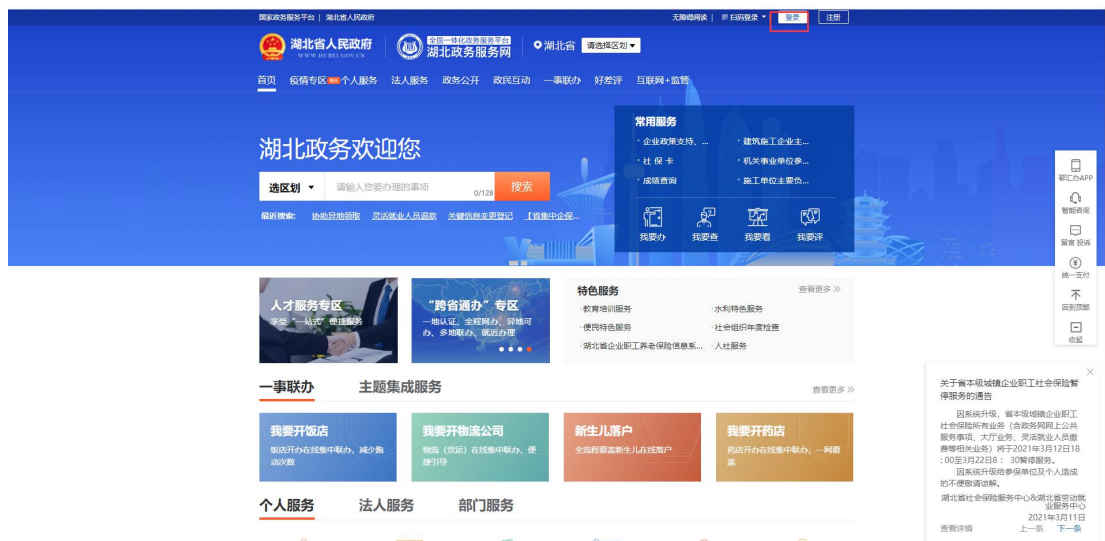 国家政务服务平台 | 湖北省人民政府
无障碍阅读 | 扫码登录 登录 注册
湖北省人民政府
WWW.HUBEI.GOV.CN
全国一体化政务服务平台
湖北政务服务网
湖北省 请选择区划
首页 疫情专区 个人服务 法人服务 政务公开 政民互动 一事联办 好差评 互联网+监管
湖北政务欢迎您
选区划 请输入您要办理的事项 0/128 搜索
最近搜索: 协助异地领取 灵活就业人员退款 关键信息变更登记 【省集中企保...
常用服务
· 企业政策支持、... · 建筑施工企业主...
· 社保卡 · 机关事业单位参...
· 成绩查询 · 施工单位主要负...
我要办 我要查 我要看 我要评
鄂汇办APP
智能咨询
留言 投诉
统一支付
回到顶部
收起
人才服务专区
享受“一站式”便捷服务
“跨省通办”专区
一地认证、全程网办、异地可
办、多地联办、就近办理
特色服务 查看更多
·教育培训服务 ·水利特色服务
·便民特色服务 ·社会组织年度检查
·湖北省企业职工养老保险信息系... ·人社服务
一事联办 主题集成服务 查看更多
我要开饭店
饭店开办在线集中联办，减少跑
动次数
我要开物流公司
物流（货运）在线集中联办，便
捷引导
新生儿落户
全流程覆盖新生儿在线落户
我要开药店
药店开办在线集中联办，一网覆
盖
个人服务 法人服务 部门服务
关于省本级城镇企业职工社会保险暂
停服务的通告
因系统升级，省本级城镇企业职工
社会保险所有业务（含政务网网上公共
服务事项、大厅业务、灵活就业人员缴
费等相关业务）将于2021年3月12日18
：00至3月22日8：30暂停服务。
因系统升级给参保单位及个人造成
的不便敬请谅解。
湖北省社会保险服务中心&湖北省劳动就
业服务中心
2021年3月11日
查看详情 上一条 下一条